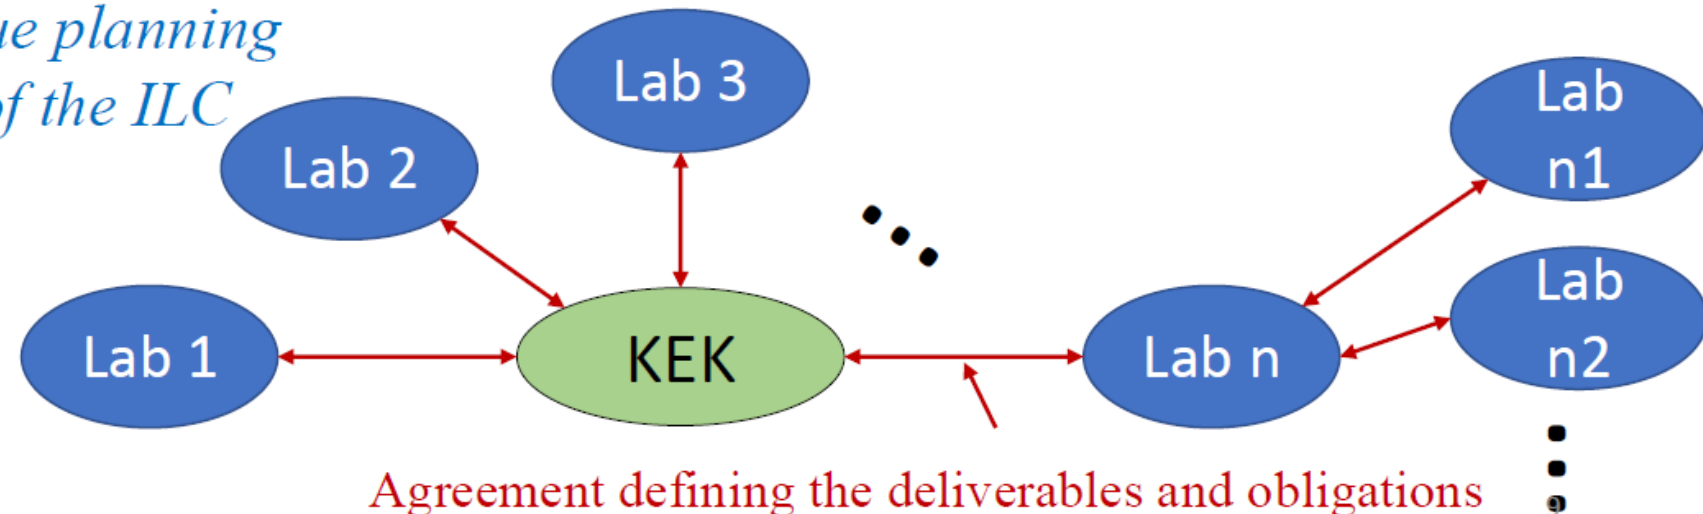 planning
of the ILC
Lab 3
Lab 2
Lab 1
KEK
Lab n
Lab
n1
Lab
n2
Agreement defining the deliverables and obligations